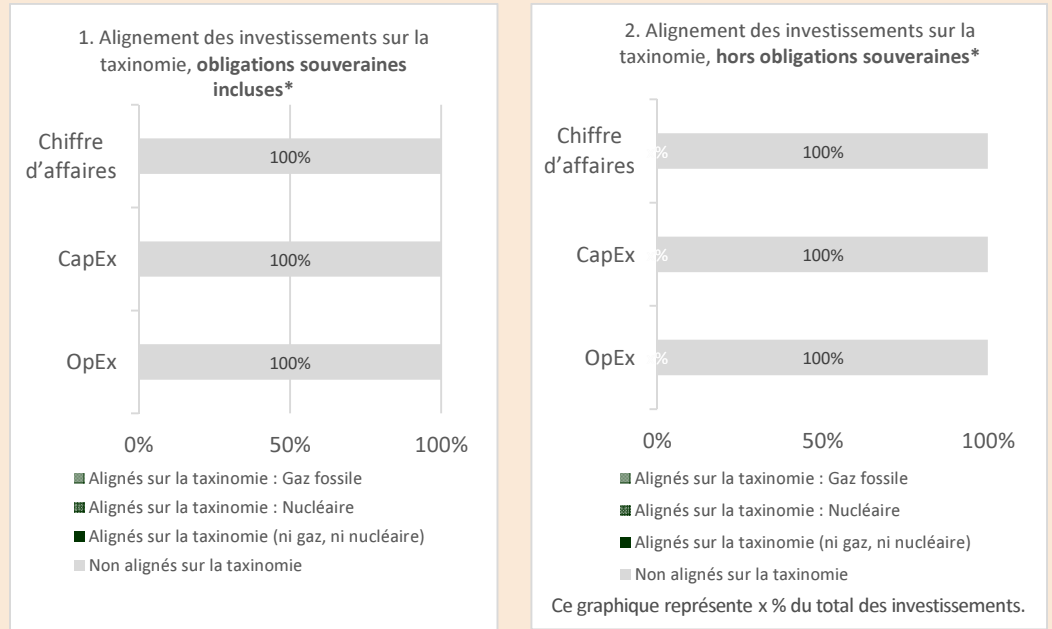 1. Alignement des investissements sur la
taxinomie, obligations souveraines
incluses*
Chiffre
d'affaires
100%
CapEx
100%
OpEx
100%
0% 50% 100%
Alignés sur la taxinomie : Gaz fossile
Alignés sur la taxinomie : Nucléaire
Alignés sur la taxinomie (ni gaz, ni nucléaire)
Non alignés sur la taxinomie
2. Alignement des investissements sur la
taxinomie, hors obligations souveraines*
Chiffre
d'affaires
% 100%
CapEx
% 100%
OpEx
% 100%
0% 50% 100%
Alignés sur la taxinomie : Gaz fossile
Alignés sur la taxinomie : Nucléaire
Alignés sur la taxinomie (ni gaz, ni nucléaire)
Non alignés sur la taxinomie
Ce graphique représente x % du total des investissements.